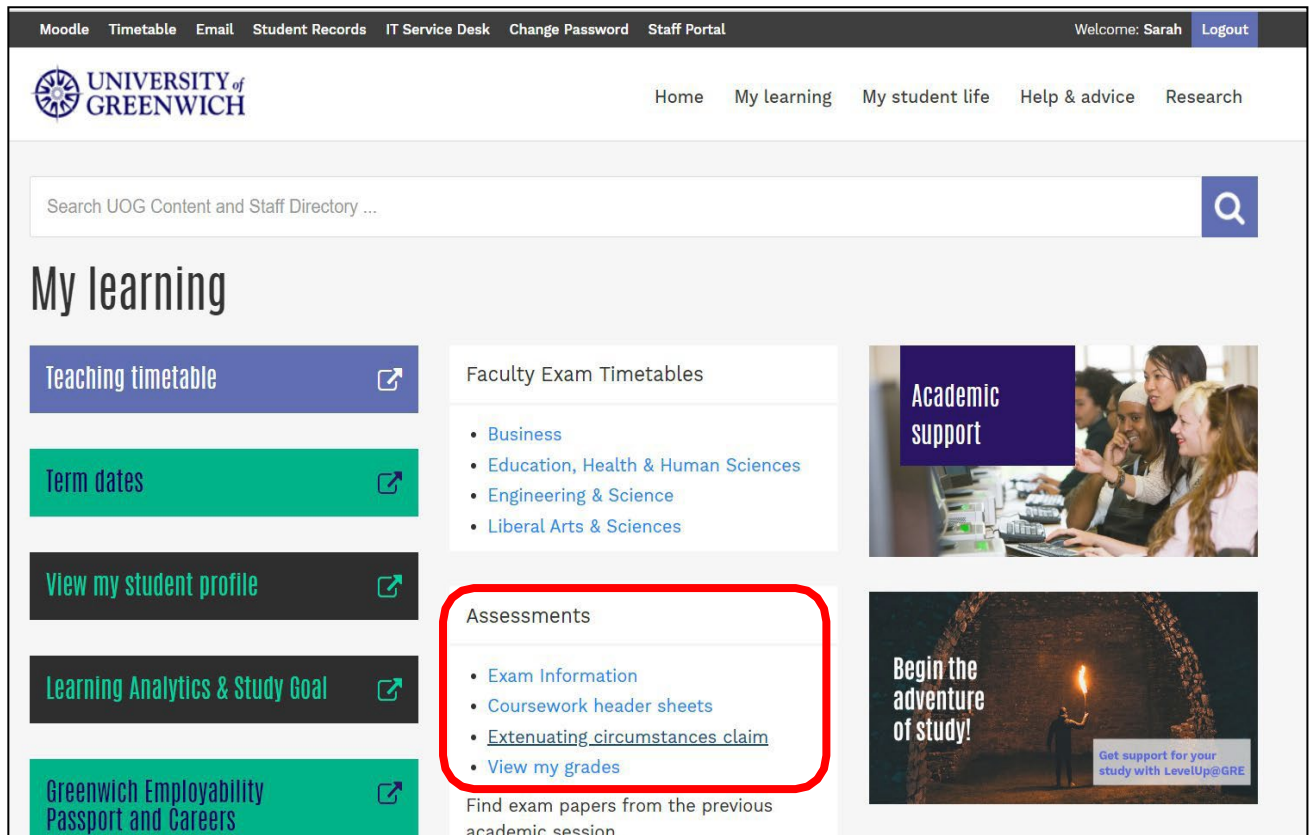 Moodle Timetable Email Student Records IT Service Desk Change Password Staff Portal Welcome: Sarah Logout
UNIVERSITY of
GREENWICH
Home My learning My student life Help & advice Research
Search UOG Content and Staff Directory ...
My learning
Teaching timetable
Term dates
View my student profile
Learning Analytics & Study Goal
Greenwich Employability
Passport and Careers
Faculty Exam Timetables
• Business
• Education, Health & Human Sciences
• Engineering & Science
• Liberal Arts & Sciences
Assessments
• Exam Information
• Coursework header sheets
• Extenuating circumstances claim
• View my grades
Find exam papers from the previous
academic session
Academic
support
Begin the
adventure
of study!
Get support for your
study with LevelUp@GRE